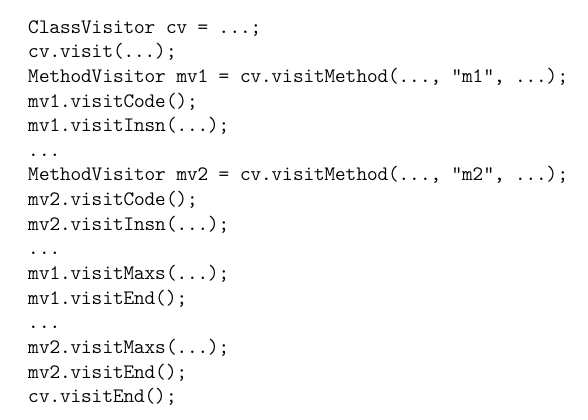 ClassVisitor cv = ...;
cv.visit(...);
MethodVisitor mv1 = cv.visitMethod(..., "m1", ...);
mv1.visitCode();
mv1.visitInsn(...);
...
MethodVisitor mv2 = cv.visitMethod(..., "m2", ...);
mv2.visitCode();
mv2.visitInsn(...);
...
mv1.visitMaxs(...);
mv1.visitEnd();
...
mv2.visitMaxs(...);
mv2.visitEnd();
cv.visitEnd();